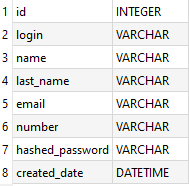 1 id INTEGER
2 login VARCHAR
3 name VARCHAR
4 last_name VARCHAR
5 email VARCHAR
6 number VARCHAR
7 hashed_password VARCHAR
8 created_date DATETIME